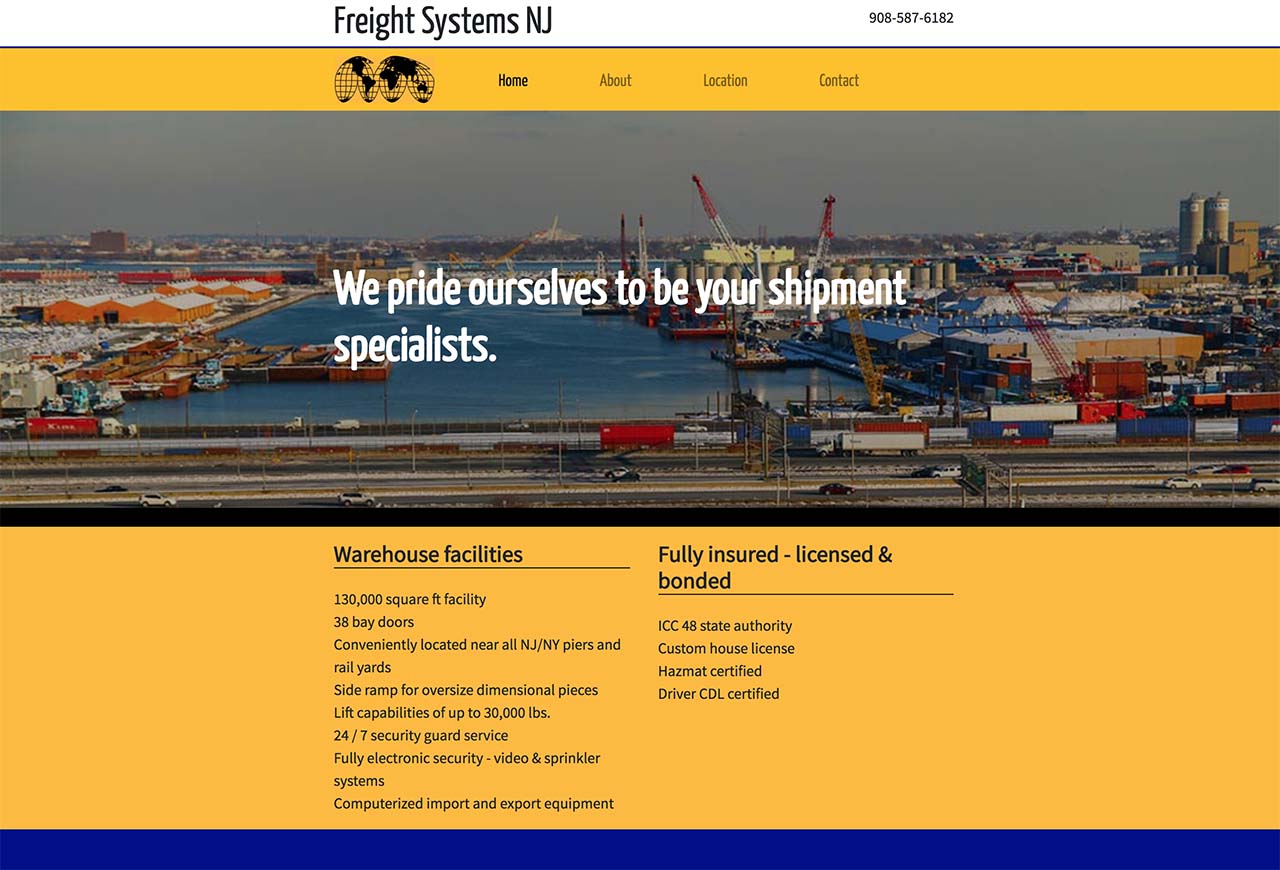 Freight Systems NJ
908-587-6182
Home
About
Location
Contact
We pride ourselves to be your shipment
specialists.
K LINE
APL
Warehouse facilities
130,000 square ft facility
38 bay doors
Conveniently located near all NJ/NY piers and
rail yards
Side ramp for oversize dimensional pieces
Lift capabilities of up to 30,000 lbs.
24 / 7 security guard service
Fully electronic security - video & sprinkler
systems
Computerized import and export equipment
Fully insured - licensed &
bonded
ICC 48 state authority
Custom house license
Hazmat certified
Driver CDL certified